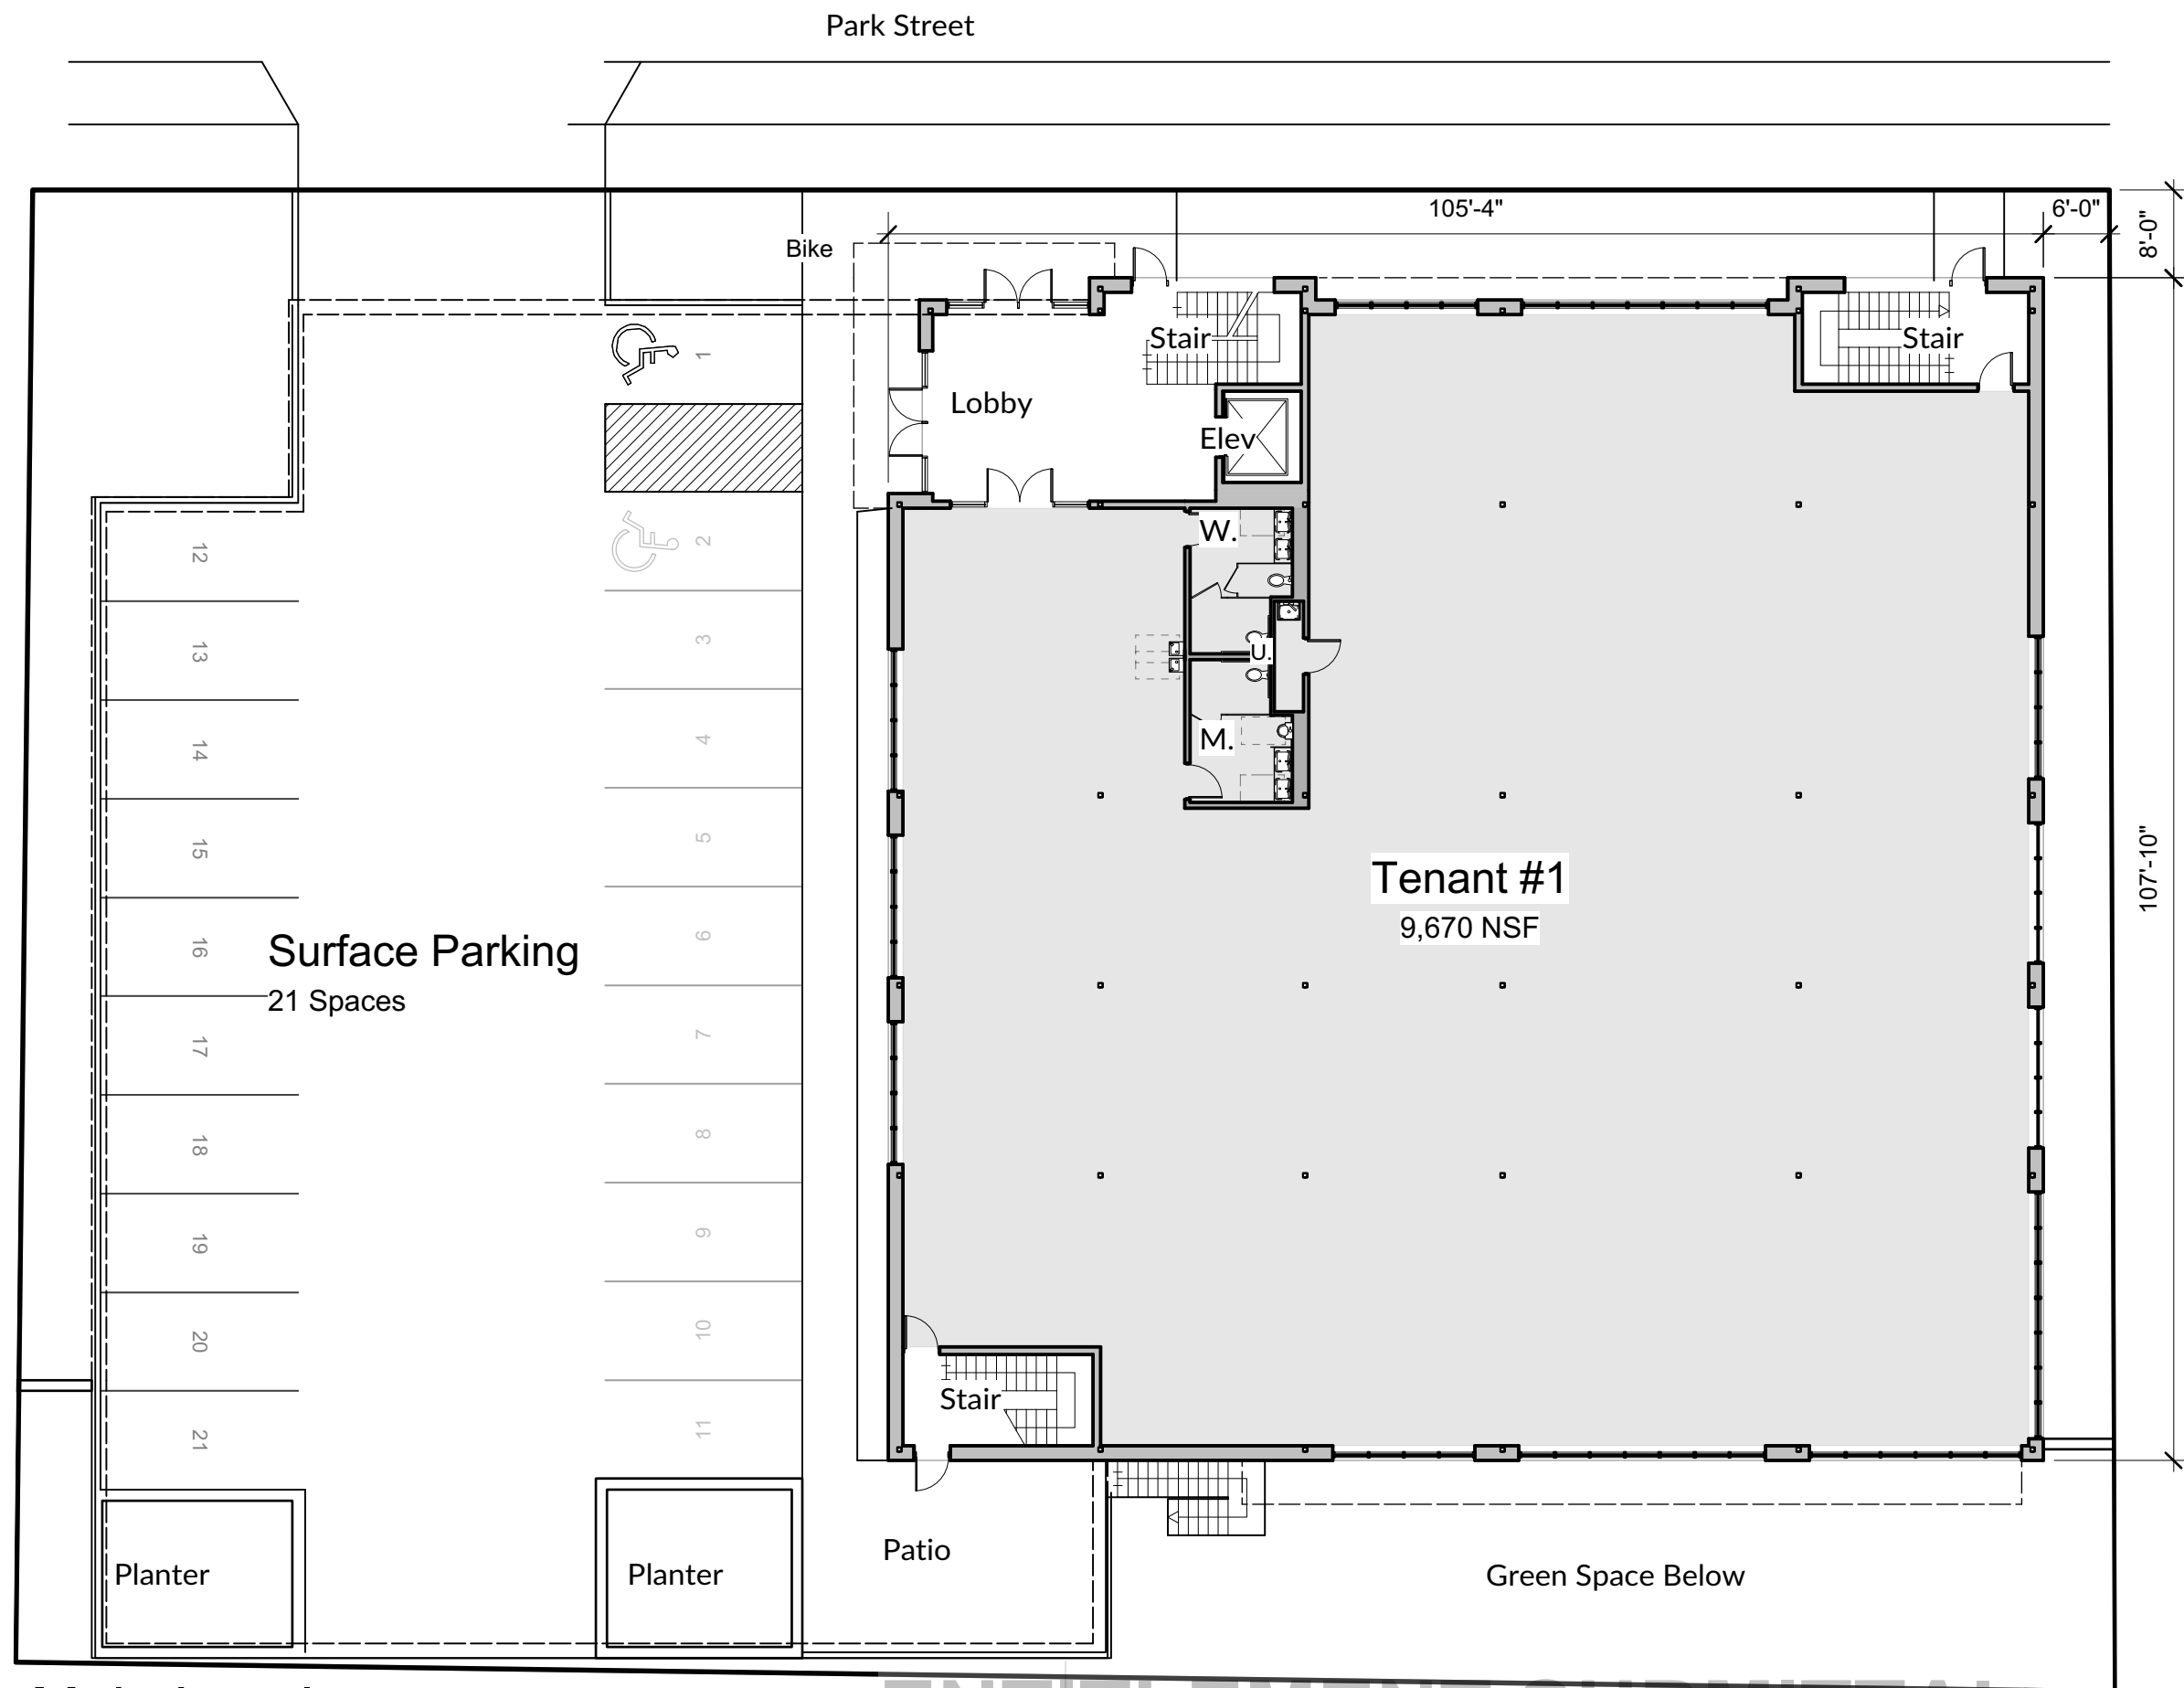 Park Street
105'-4"
6'-0"
8'-0"
Bike
Stair
Stair
1
Lobby
Elev
W.
2
12
3
13
U.
4
14
M.
5
15
Tenant #1
9,670 NSF
107'-10"
6
16
Surface Parking
21 Spaces
7
17
8
18
9
19
10
20
Stair
11
21
Patio
Planter
Planter
Green Space Below